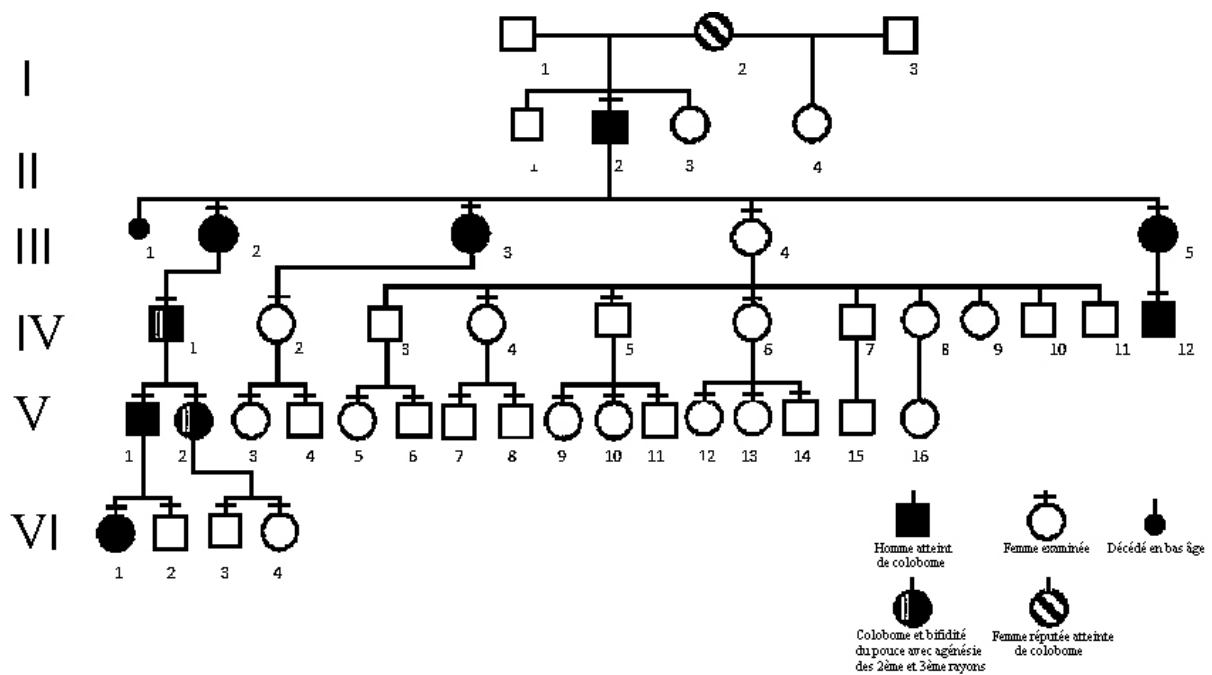 I
1 2 3
II
1 2 3 4
III
1 2 3 4 5
IV
1 2 3 4 5 6 7 8 9 10 11 12
V
1 2 3 4 5 6 7 8 9 10 11 12 13 14 15 16
VI
1 2 3 4
Homme atteint
de colobome
Femme examinée
Décédé en bas âge
Colobome et bifidité
du pouce avec agénésie
des 2ème et 3ème rayons
Femme réputée atteinte
de colobome